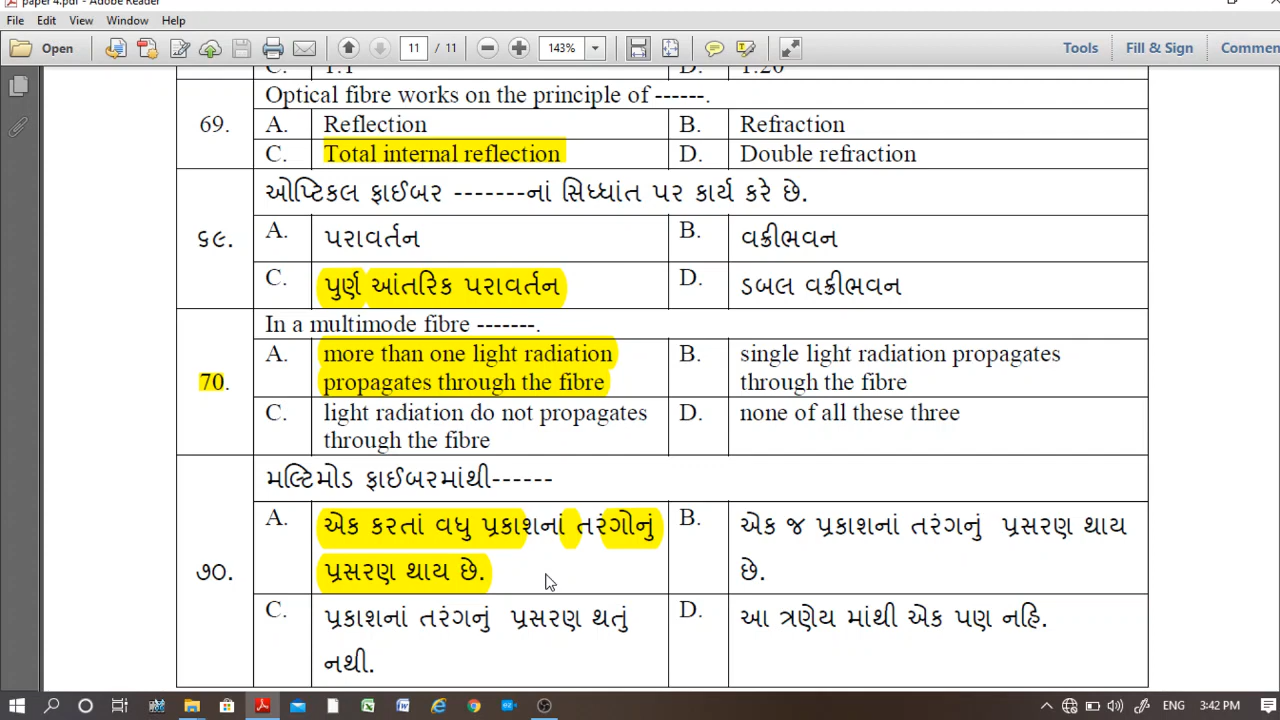 paper 4.pdf - Adobe Reader
File Edit View Window Help
Open 11 / 11 143% Tools Fill & Sign Commen
C. 1:1 D. 1:20
Optical fibre works on the principle of ------.
69. A. Reflection B. Refraction
C. Total internal reflection D. Double refraction
ઓપ્ટિકલ ફાઈબર -------નાં સિધ્ધાંત પર કાર્ય કરે છે.
૬૯. A. પરાવર્તન B. વક્રીભવન
C. પુર્ણ આંતરિક પરાવર્તન D. ડબલ વક્રીભવન
In a multimode fibre -------.
70. A. more than one light radiation B. single light radiation propagates
propagates through the fibre through the fibre
C. light radiation do not propagates D. none of all these three
through the fibre
મલ્ટિમોડ ફાઈબરમાંથી------
૭૦. A. એક કરતાં વધુ પ્રકાશનાં તરંગોનું B. એક જ પ્રકાશનાં તરંગનું પ્રસરણ થાય
પ્રસરણ થાય છે. છે.
C. પ્રકાશનાં તરંગનું પ્રસરણ થતું D. આ ત્રણેય માંથી એક પણ નહિ.
નથી.
ENG 3:42 PM